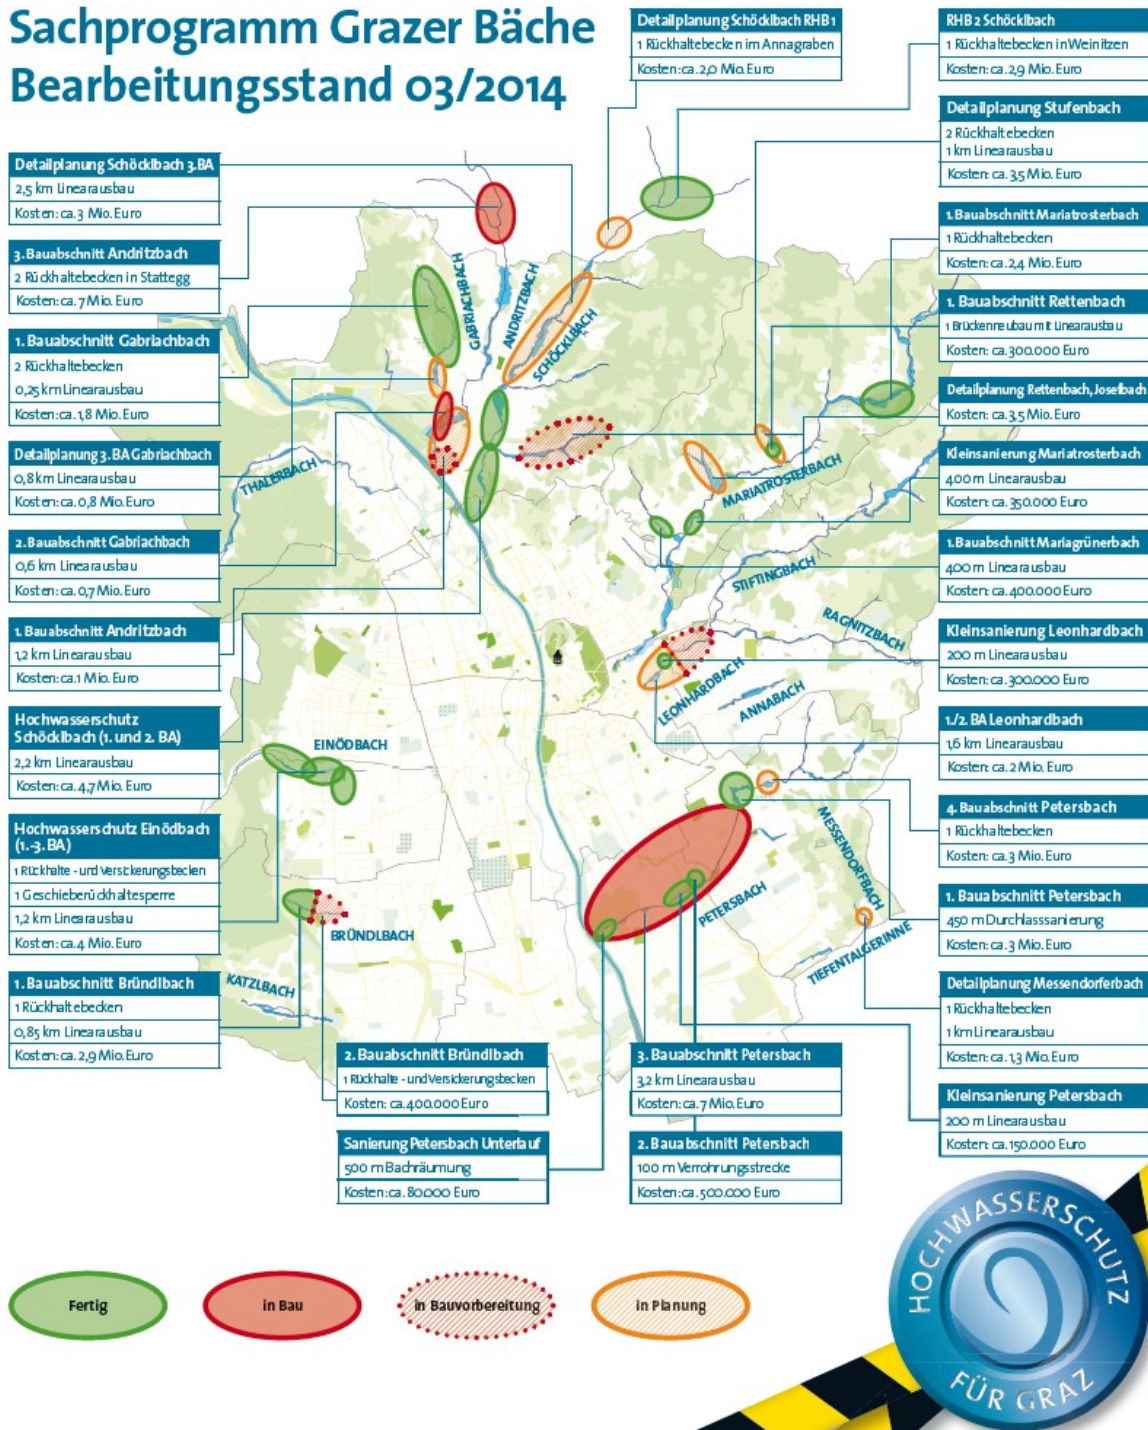 Sachprogramm Grazer Bäche
Bearbeitungsstand 03/2014
Detailplanung Schöcklbach RHB1
1 Rückhaltebecken im Annagraben
Kosten: ca. 2,0 Mio. Euro
RHB 2 Schöcklbach
1 Rückhaltebecken in Weinitzen
Kosten: ca. 2,9 Mio. Euro
Detailplanung Stufenbach
2 Rückhaltebecken
1 km Linearausbau
Kosten: ca. 3,5 Mio. Euro
1. Bauabschnitt Mariatrosterbach
1 Rückhaltebecken
Kosten: ca. 2,4 Mio. Euro
1. Bauabschnitt Rettenbach
1 Brückenneubau mit Linearausbau
Kosten: ca. 300.000 Euro
Detailplanung Rettenbach, Josefbach
Kosten: ca. 3,5 Mio. Euro
Kleinsanierung Mariatrosterbach
400 m Linearausbau
Kosten: ca. 350.000 Euro
1. Bauabschnitt Mariagrünerbach
400 m Linearausbau
Kosten: ca. 400.000 Euro
Kleinsanierung Leonhardbach
200 m Linearausbau
Kosten: ca. 300.000 Euro
1./2. BA Leonhardbach
1,6 km Linearausbau
Kosten: ca. 2 Mio. Euro
4. Bauabschnitt Petersbach
1 Rückhaltebecken
Kosten: ca. 3 Mio. Euro
1. Bauabschnitt Petersbach
450 m Durchlasssanierung
Kosten: ca. 3 Mio. Euro
Detailplanung Messendorferbach
1 Rückhaltebecken
1 km Linearausbau
Kosten: ca. 1,3 Mio. Euro
Kleinsanierung Petersbach
200 m Linearausbau
Kosten: ca. 150.000 Euro
Detailplanung Schöcklbach 3.BA
2,5 km Linearausbau
Kosten: ca. 3 Mio. Euro
3. Bauabschnitt Andritzbach
2 Rückhaltebecken in Stattegg
Kosten: ca. 7 Mio. Euro
1. Bauabschnitt Gabriachbach
2 Rückhaltebecken
0,25 km Linearausbau
Kosten: ca. 1,8 Mio. Euro
Detailplanung 3. BA Gabriachbach
0,8 km Linearausbau
Kosten: ca. 0,8 Mio. Euro
2. Bauabschnitt Gabriachbach
0,6 km Linearausbau
Kosten: ca. 0,7 Mio. Euro
1. Bauabschnitt Andritzbach
1,2 km Linearausbau
Kosten: ca. 1 Mio. Euro
Hochwasserschutz
Schöcklbach (1. und 2. BA)
2,2 km Linearausbau
Kosten: ca. 4,7 Mio. Euro
Hochwasserschutz Einödbach
(1.-3. BA)
1 Rückhalte - und Versickerungsbecken
1 Geschieberückhaltesperre
1,2 km Linearausbau
Kosten: ca. 4 Mio. Euro
1. Bauabschnitt Bründlbach
1 Rückhaltebecken
0,85 km Linearausbau
Kosten: ca. 2,9 Mio. Euro
2. Bauabschnitt Bründlbach
1 Rückhalte - und Versickerungsbecken
Kosten: ca. 400.000 Euro
Sanierung Petersbach Unterlauf
500 m Bachräumung
Kosten: ca. 80.000 Euro
3. Bauabschnitt Petersbach
3,2 km Linearausbau
Kosten: ca. 7 Mio. Euro
2. Bauabschnitt Petersbach
100 m Verrohrungsstrecke
Kosten: ca. 500.000 Euro
GABRIACHBACH
ANDRITZBACH
SCHÖCKLBACH
THALERBACH
MARIATROSTERBACH
STIFTINGBACH
RAGNITZBACH
LEONHARDBACH
ANNABACH
EINÖDBACH
MESSENDORFBACH
PETERSBACH
TIEFENTALGERINNE
BRÜNDLBACH
KATZLBACH
Fertig
in Bau
in Bauvorbereitung
in Planung
HOCHWASSERSCHUTZ
FÜR GRAZ